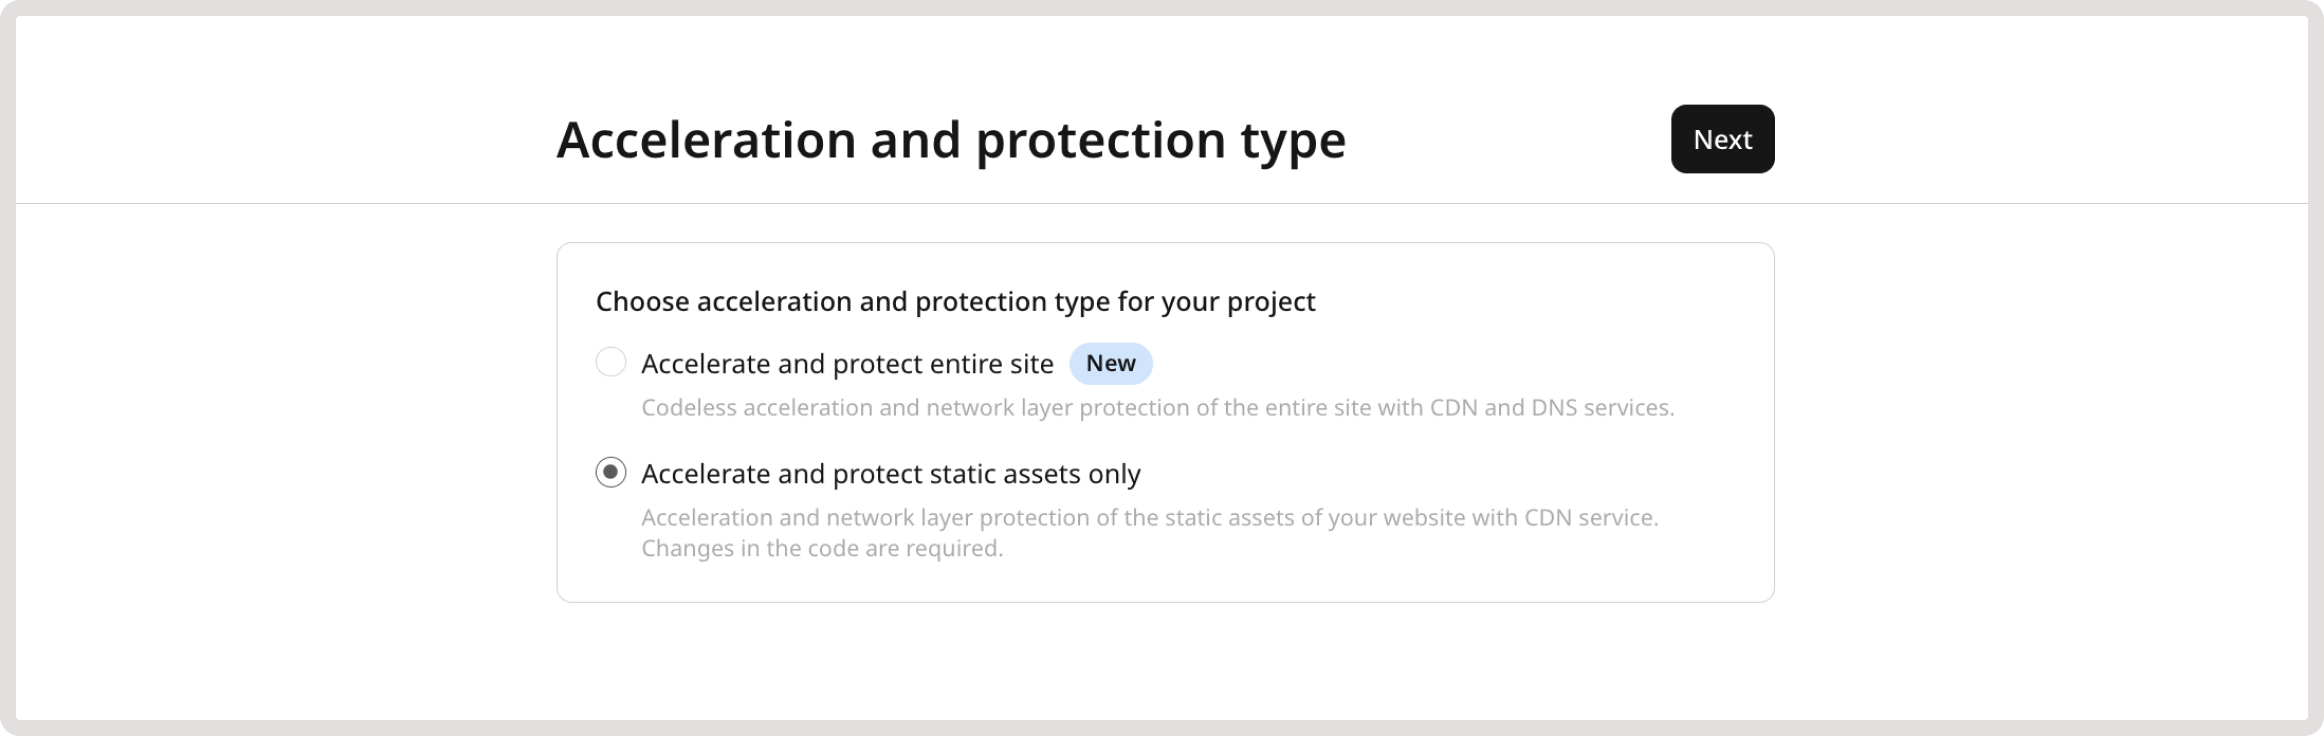 Acceleration and protection type
Next
Choose acceleration and protection type for your project
Accelerate and protect entire site New
Codeless acceleration and network layer protection of the entire site with CDN and DNS services.
Accelerate and protect static assets only
Acceleration and network layer protection of the static assets of your website with CDN service.
Changes in the code are required.